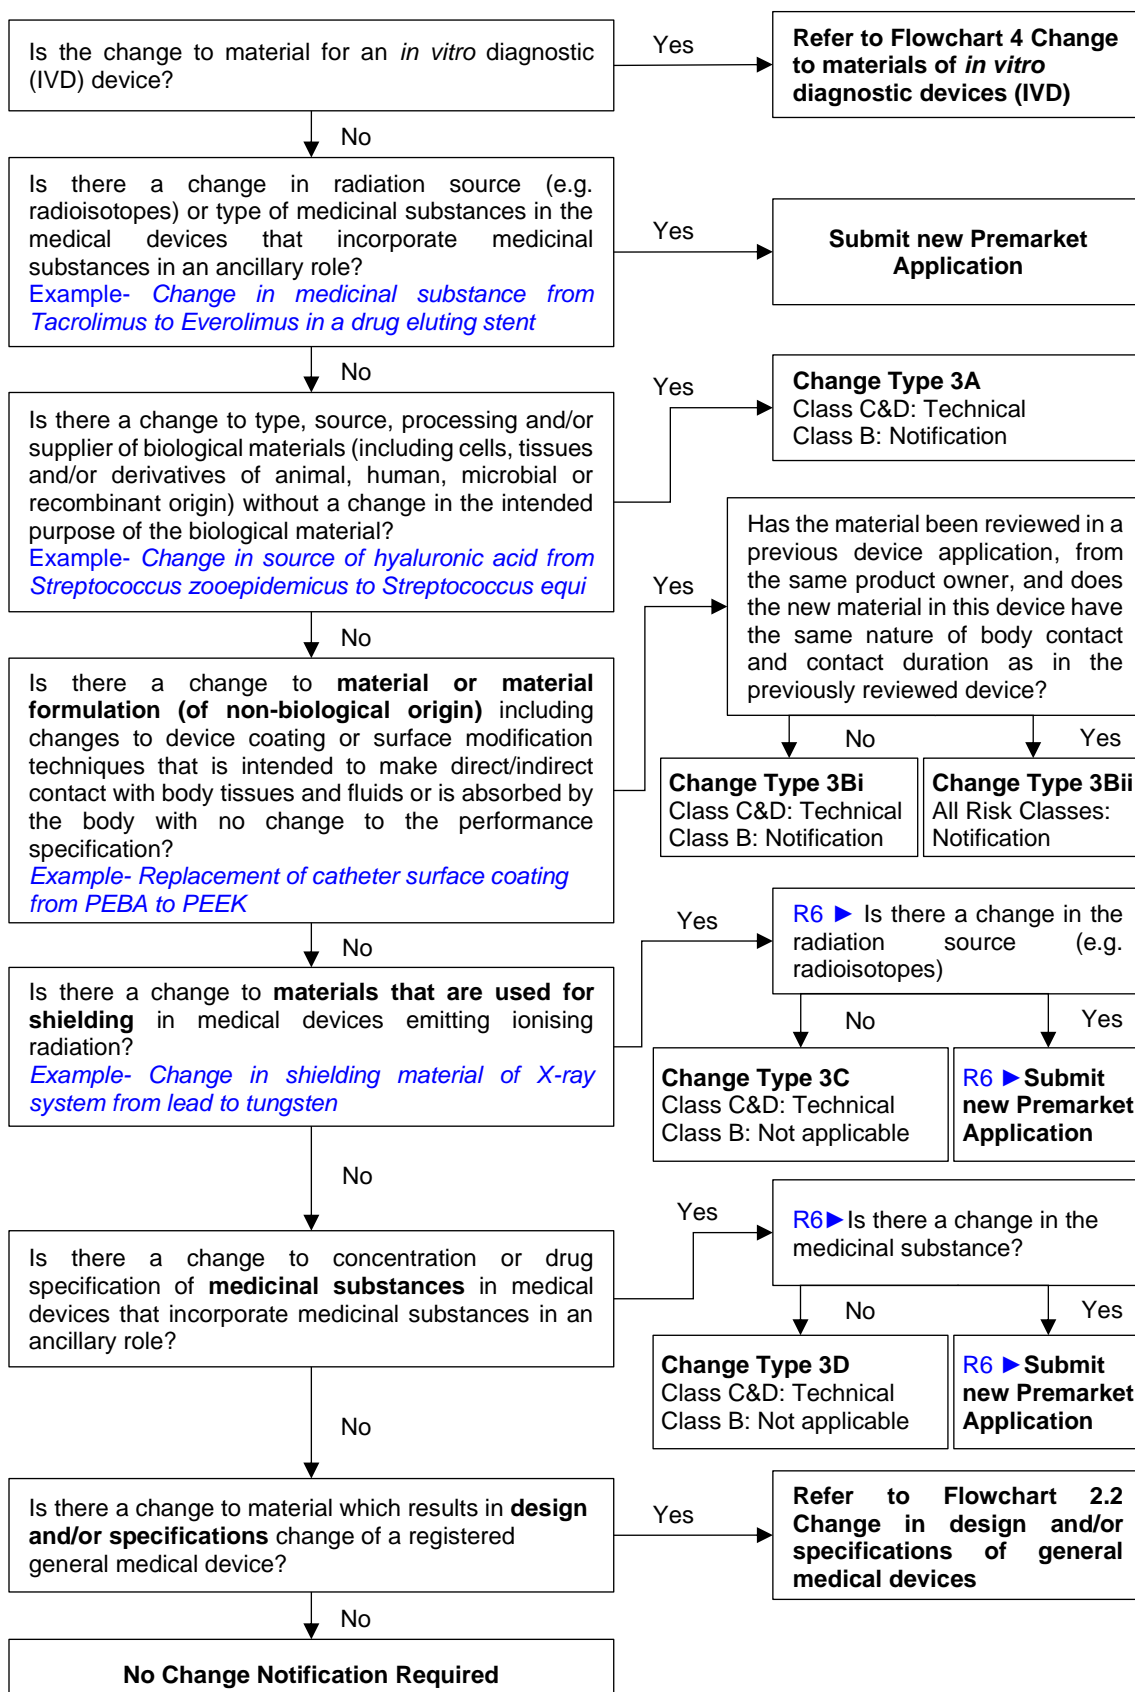 Is the change to material for an in vitro diagnostic
(IVD) device?
Yes
Refer to Flowchart 4 Change
to materials of in vitro
diagnostic devices (IVD)
No
Is there a change in radiation source (e.g.
radioisotopes) or type of medicinal substances in the
medical devices that incorporate medicinal
substances in an ancillary role?
Example- Change in medicinal substance from
Tacrolimus to Everolimus in a drug eluting stent
Yes
Submit new Premarket
Application
No
Is there a change to type, source, processing and/or
supplier of biological materials (including cells, tissues
and/or derivatives of animal, human, microbial or
recombinant origin) without a change in the intended
purpose of the biological material?
Example- Change in source of hyaluronic acid from
Streptococcus zooepidemicus to Streptococcus equi
Yes
Change Type 3A
Class C&D: Technical
Class B: Notification
No
Is there a change to material or material
formulation (of non-biological origin) including
changes to device coating or surface modification
techniques that is intended to make direct/indirect
contact with body tissues and fluids or is absorbed by
the body with no change to the performance
specification?
Example- Replacement of catheter surface coating
from PEBA to PEEK
Yes
Has the material been reviewed in a
previous device application, from
the same product owner, and does
the new material in this device have
the same nature of body contact
and contact duration as in the
previously reviewed device?
No
Yes
Change Type 3Bi
Class C&D: Technical
Class B: Notification
Change Type 3Bii
All Risk Classes:
Notification
No
Is there a change to materials that are used for
shielding in medical devices emitting ionising
radiation?
Example- Change in shielding material of X-ray
system from lead to tungsten
Yes
R6 ► Is there a change in the
radiation source (e.g.
radioisotopes)
No
Yes
Change Type 3C
Class C&D: Technical
Class B: Not applicable
R6 ►Submit
new Premarket
Application
No
Is there a change to concentration or drug
specification of medicinal substances in medical
devices that incorporate medicinal substances in an
ancillary role?
Yes
R6►Is there a change in the
medicinal substance?
No
Yes
Change Type 3D
Class C&D: Technical
Class B: Not applicable
R6 ►Submit
new Premarket
Application
No
Is there a change to material which results in design
and/or specifications change of a registered
general medical device?
Yes
Refer to Flowchart 2.2
Change in design and/or
specifications of general
medical devices
No
No Change Notification Required